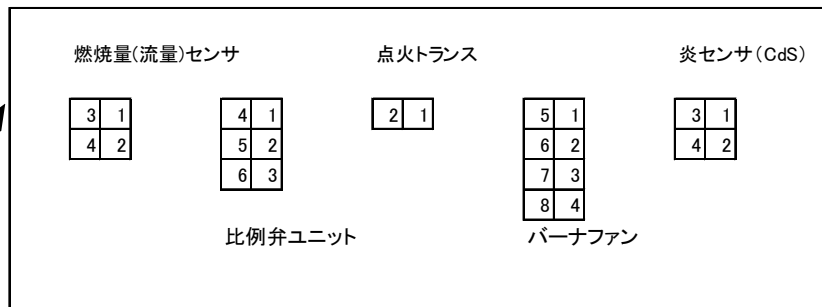 燃焼量(流量)センサ 点火トランス 炎センサ(CdS)
3 1 4 1 2 1 5 1 3 1
4 2 5 2 6 2 4 2
6 3 7 3
8 4
比例弁ユニット バーナファン